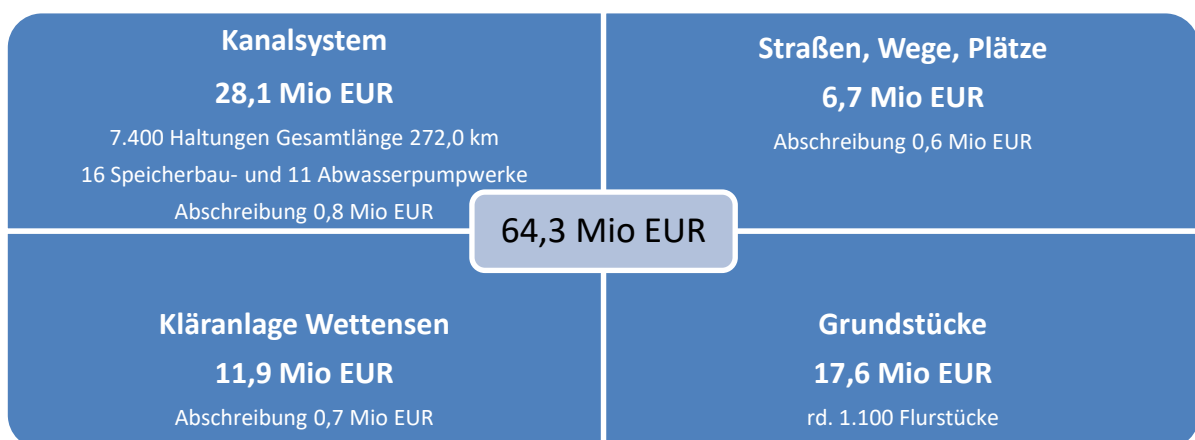 Kanalsystem
28,1 Mio EUR
7.400 Haltungen Gesamtlänge 272,0 km
16 Speicherbau- und 11 Abwasserpumpwerke
Abschreibung 0,8 Mio EUR
Straßen, Wege, Plätze
6,7 Mio EUR
Abschreibung 0,6 Mio EUR
64,3 Mio EUR
Kläranlage Wettensen
11,9 Mio EUR
Abschreibung 0,7 Mio EUR
Grundstücke
17,6 Mio EUR
rd. 1.100 Flurstücke